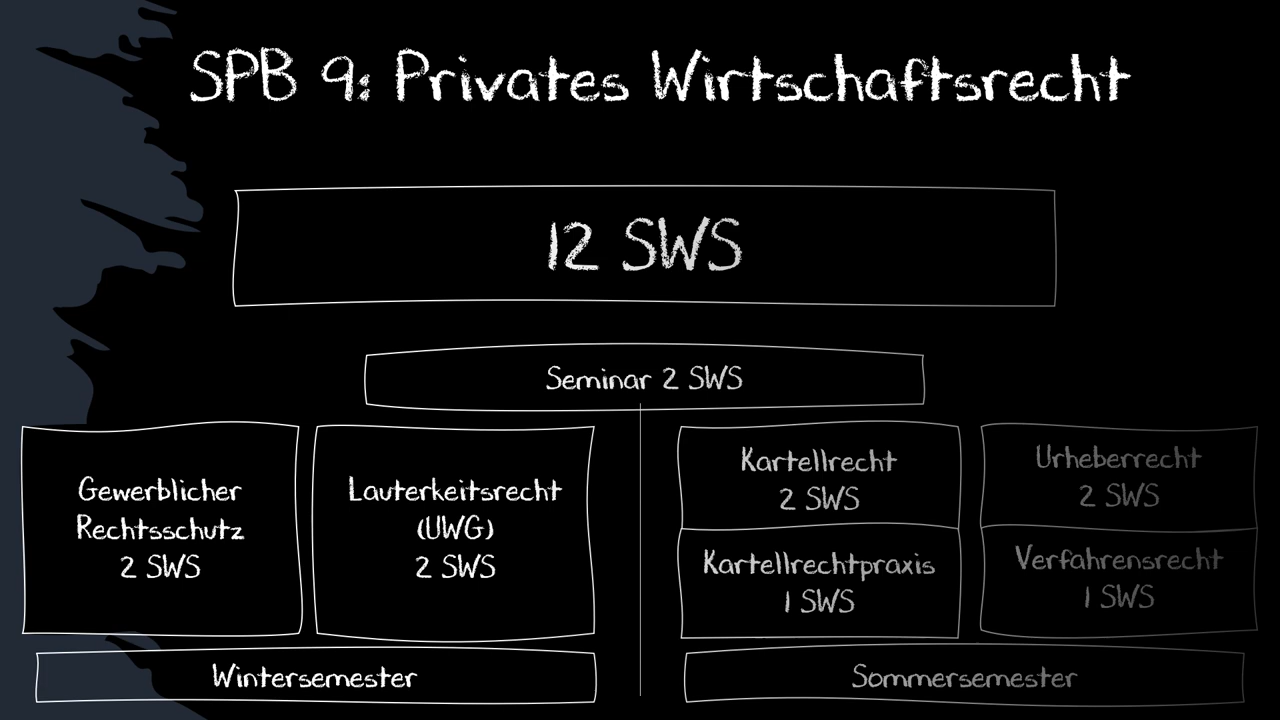 SPB 9: Privates Wirtschaftsrecht
12 SWS
Seminar 2 SWS
Gewerblicher
Rechtsschutz
2 SWS
Lauterkeitsrecht
(UWG)
2 SWS
Kartellrecht
2 SWS
Kartellrechtpraxis
1 SWS
Urheberrecht
2 SWS
Verfahrensrecht
1 SWS
Wintersemester
Sommersemester